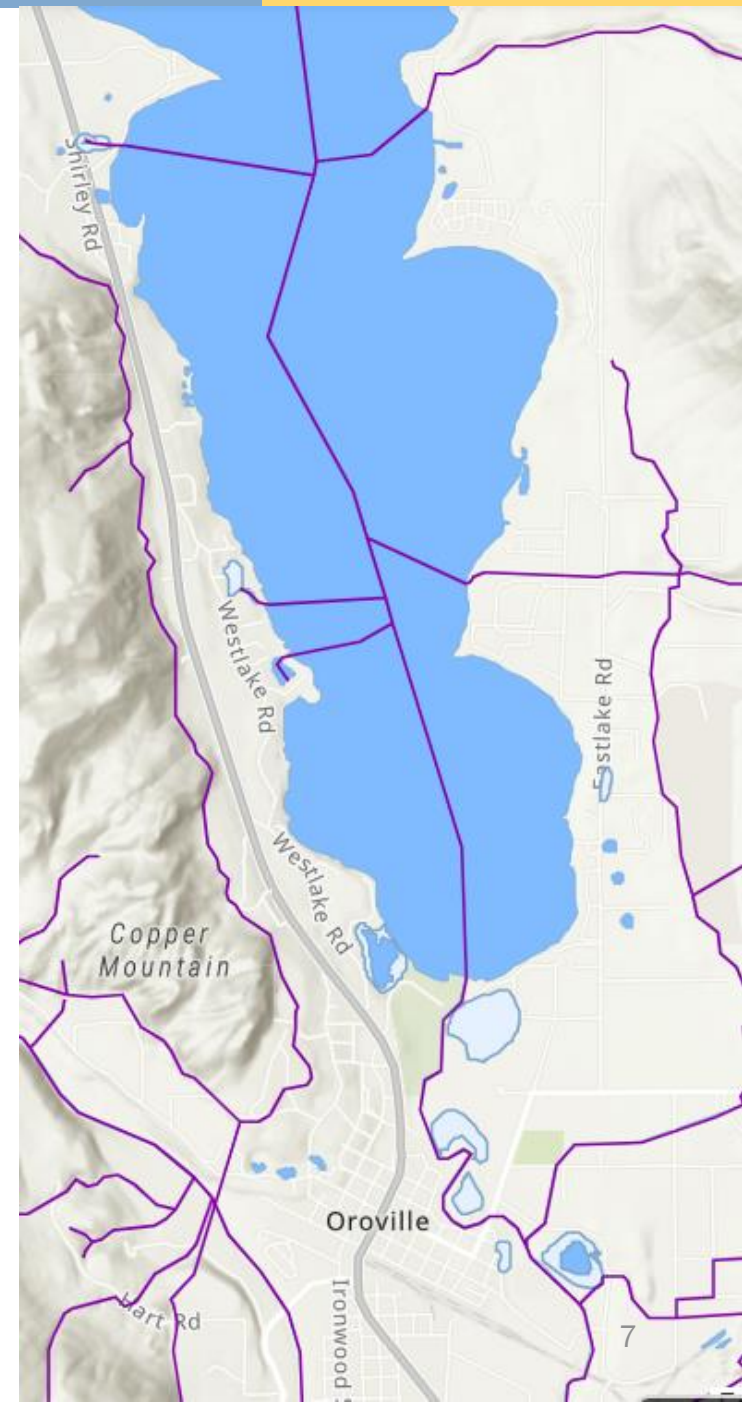 Shirley Rd
Westlake Rd
Eastlake Rd
Westlake Rd
Copper
Mountain
Oroville
Hart Rd
Ironwood
7